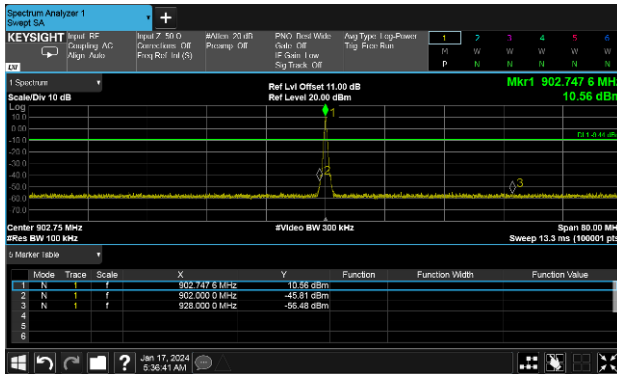 Spectrum Analyzer 1
Swept SA
+
KEYSIGHT Input: RF Input Z: 50 Ω #Atten: 20 dB PNO: Best Wide Avg Type: Log-Power 1 2 3 4 5 6
Coupling: AC Corrections: Off Preamp: Off Gate: Off Trig: Free Run M W W W W W
Align: Auto Freq Ref: Int (S) IF Gain: Low P N N N N N
Sig Track: Off
LXI
1 Spectrum Ref Lvl Offset 11.00 dB Mkr1 902.747 6 MHz
Scale/Div 10 dB Ref Level 20.00 dBm 10.56 dBm
Log
10.0 1
0.00
-10.0
-20.0
-30.0
-40.0 2
-50.0 3
-60.0
-70.0
Center 902.75 MHz #Video BW 300 kHz Span 80.00 MH
#Res BW 100 kHz Sweep 13.3 ms (100001 pts
5 Marker Table
Mode Trace Scale X Y Function Function Width Function Value
1 N 1 f 902.747 6 MHz 10.56 dBm
2 N 1 f 902.000 0 MHz -45.81 dBm
3 N 1 f 928.000 0 MHz -56.48 dBm
4
5
6
? Jan 17, 2024
5:36:41 AM